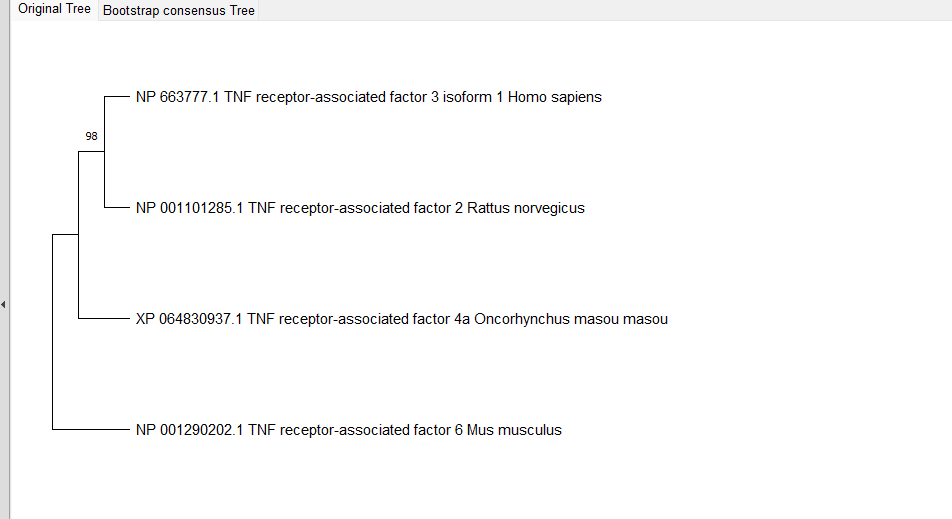 Original Tree Bootstrap consensus Tree
NP 663777.1 TNF receptor-associated factor 3 isoform 1 Homo sapiens
98
NP 001101285.1 TNF receptor-associated factor 2 Rattus norvegicus
XP 064830937.1 TNF receptor-associated factor 4a Oncorhynchus masou masou
NP 001290202.1 TNF receptor-associated factor 6 Mus musculus